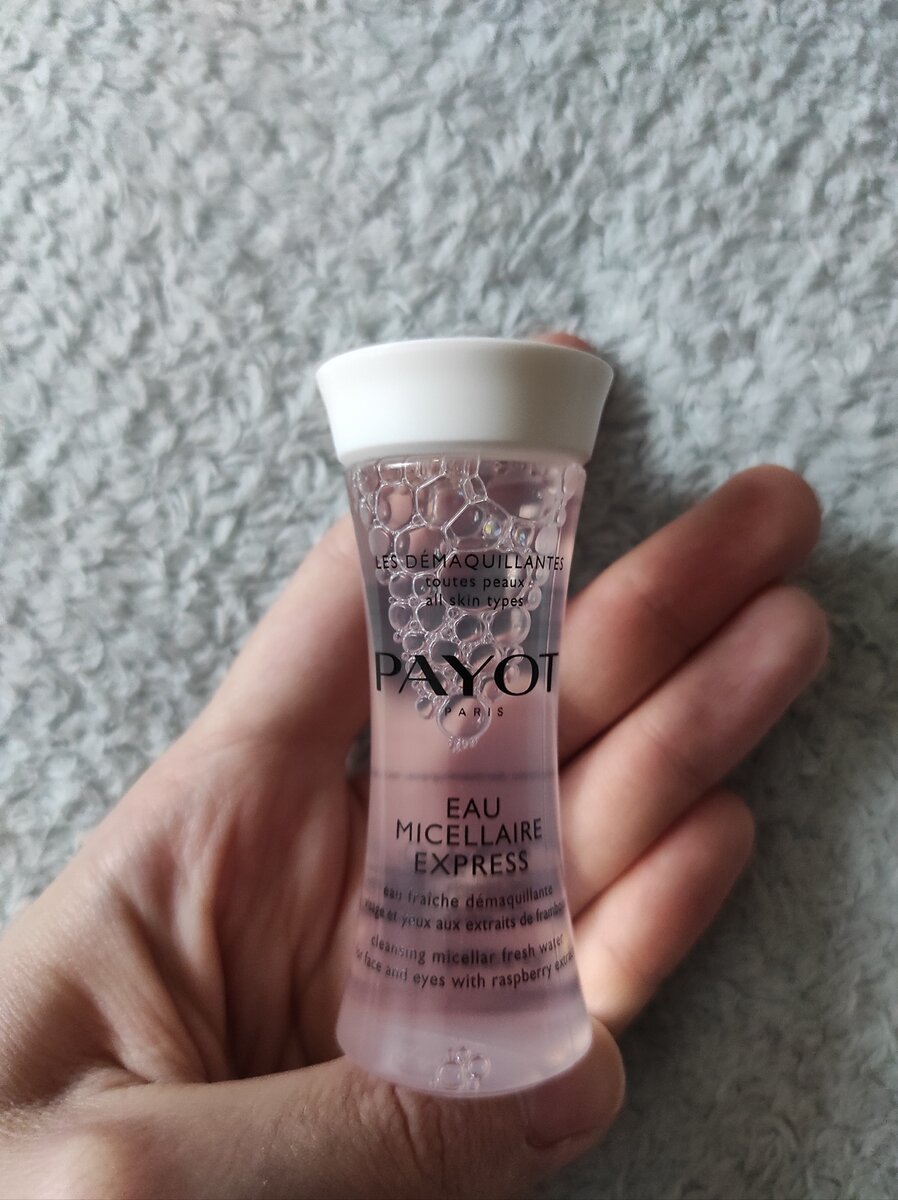 LES DÉMAQUILLANTES
toutes peaux
all skin types
PAYOT
PARIS
EAU
MICELLAIRE
EXPRESS
eau fraîche démaquillante
et yeux aux extraits de
cleansing micellar fresh water
face and eyes with raspberry